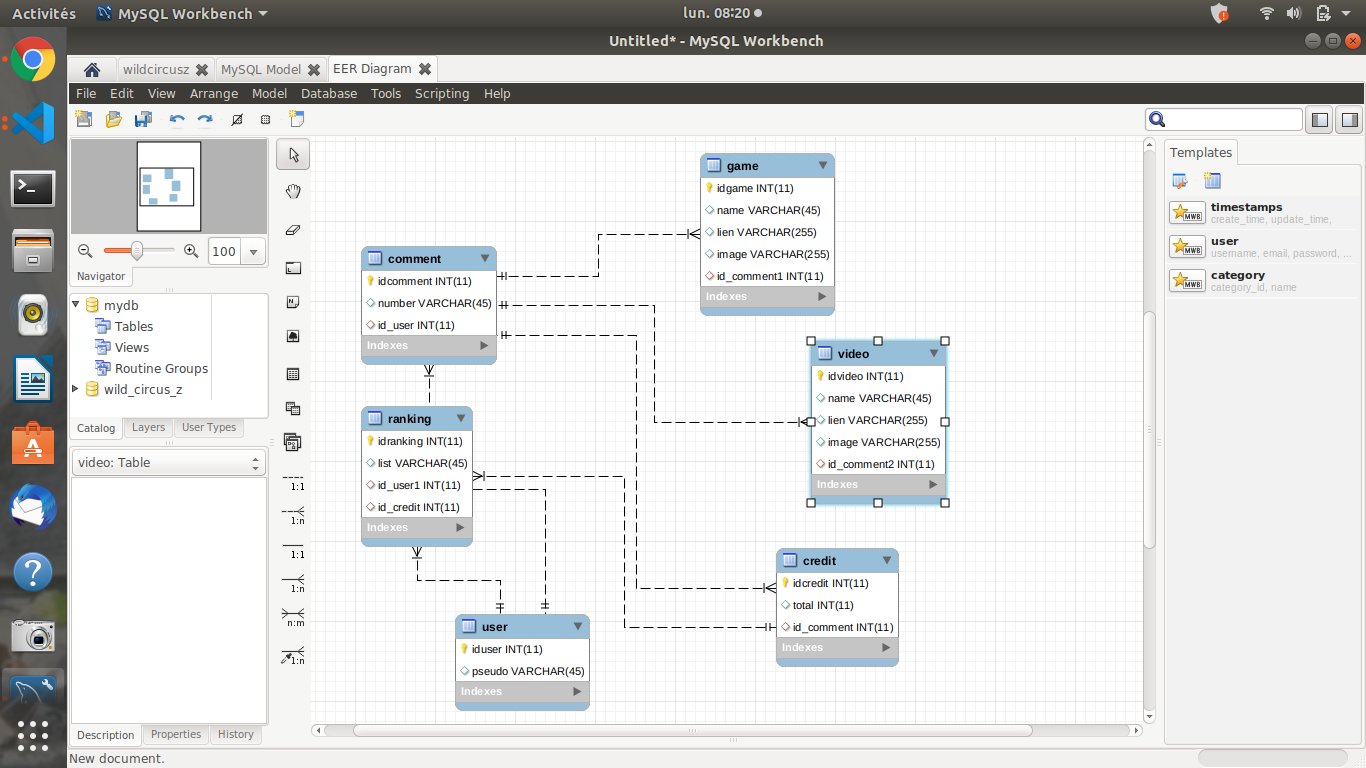 Activités
MySQL Workbench
lun. 08:20
Untitled* - MySQL Workbench
wildcircusz
MySQL Model
EER Diagram
File Edit View Arrange Model Database Tools Scripting Help
100
Navigator
mydb
Tables
Views
Routine Groups
wild_circus_z
Catalog
Layers
User Types
video: Table
Description
Properties
History
New document.
1:1
1:n
1:1
1:n
n:m
1:n
game
idgame INT(11)
name VARCHAR(45)
lien VARCHAR(255)
image VARCHAR(255)
id_comment1 INT(11)
Indexes
comment
idcomment INT(11)
number VARCHAR(45)
id_user INT(11)
Indexes
video
idvideo INT(11)
name VARCHAR(45)
lien VARCHAR(255)
image VARCHAR(255)
id_comment2 INT(11)
Indexes
ranking
idranking INT(11)
list VARCHAR(45)
id_user1 INT(11)
id_credit INT(11)
Indexes
credit
idcredit INT(11)
total INT(11)
id_comment INT(11)
Indexes
user
iduser INT(11)
pseudo VARCHAR(45)
Indexes
Templates
MWB
timestamps
create_time, update_time,
MWB
user
username, email, password, ...
MWB
category
category_id, name